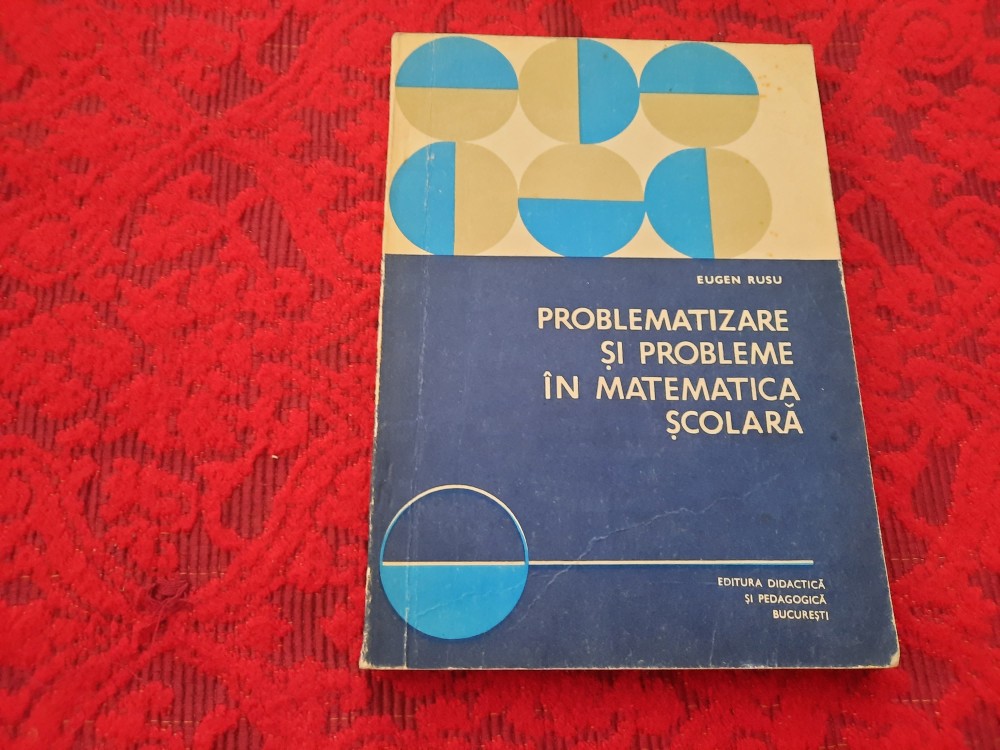 EUGEN RUSU
PROBLEMATIZARE
ȘI PROBLEME
ÎN MATEMATICA
ȘCOLARĂ
EDITURA DIDACTICĂ
ȘI PEDAGOGICĂ
BUCUREȘTI